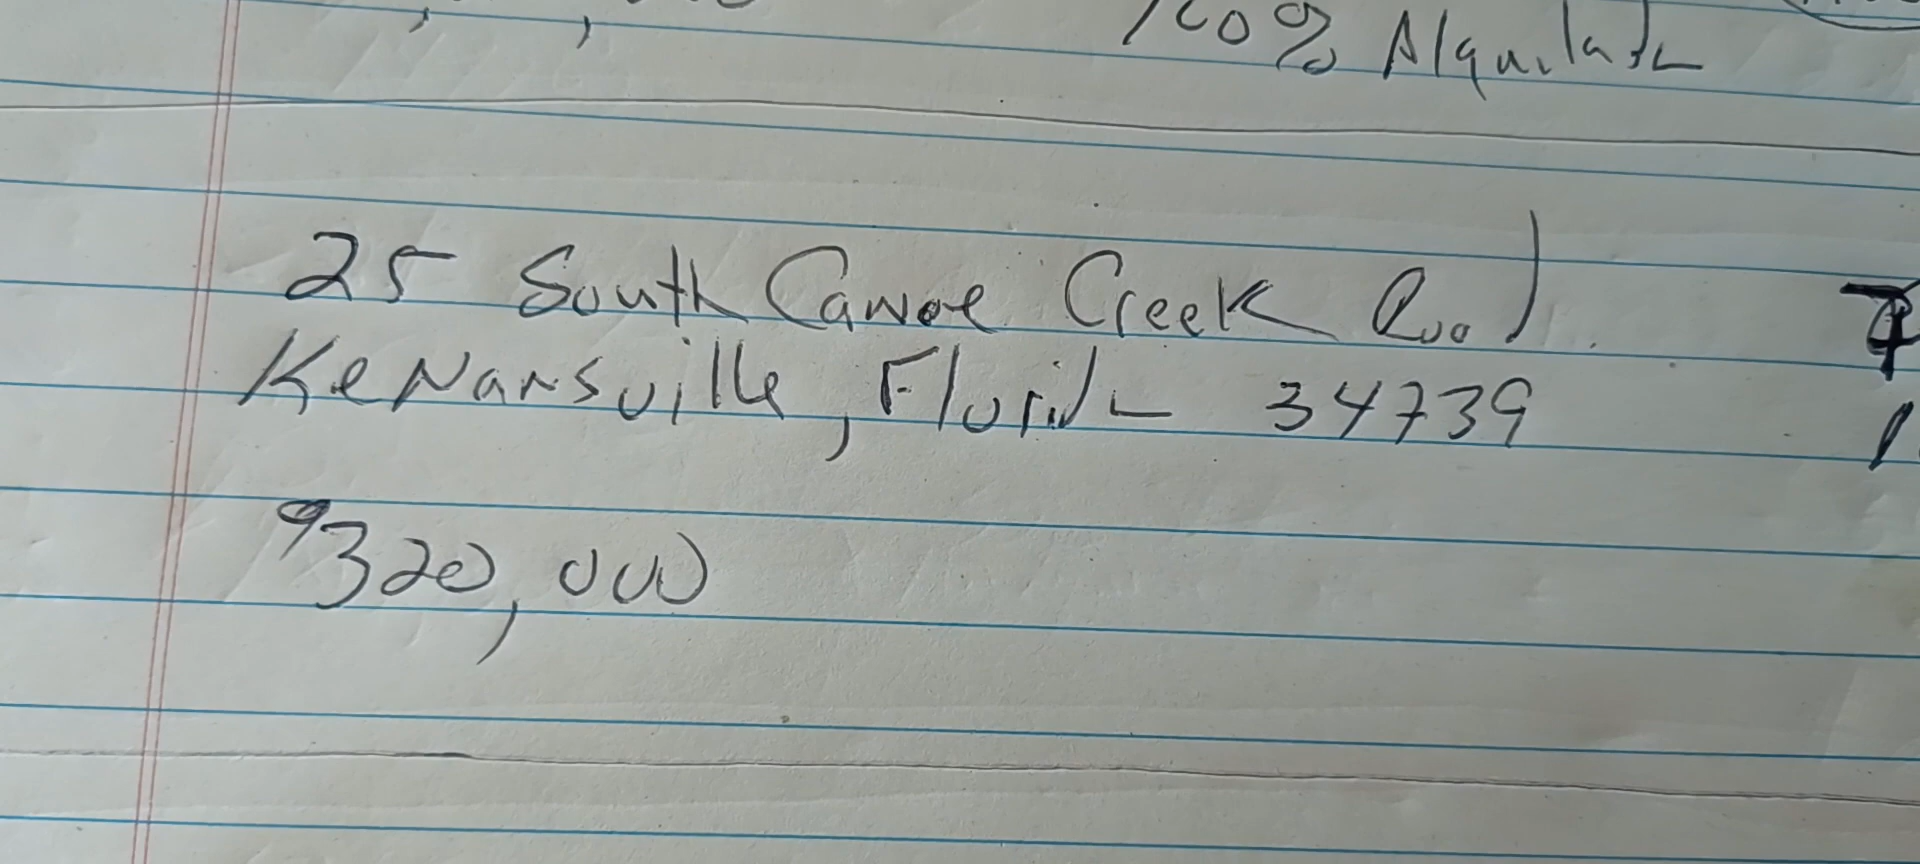 100% Alquilada
25 South Canoe Creek Road
Kenansville, Florida 34739
$320,000